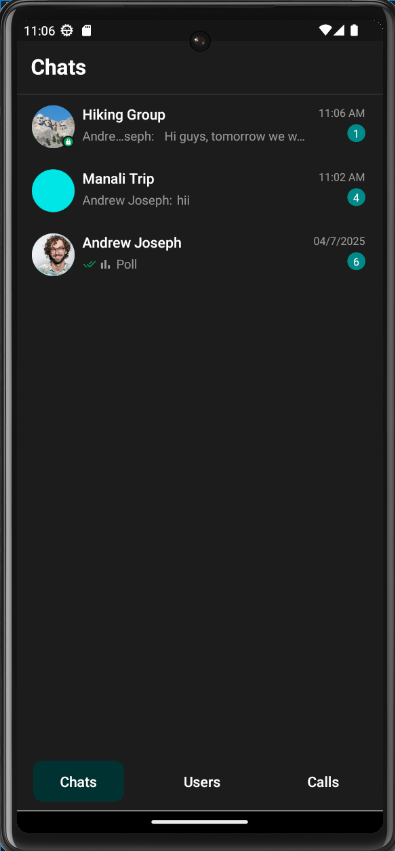 11:06
Chats
Hiking Group
11:06 AM
Andre...seph: Hi guys, tomorrow we w...
1
Manali Trip
11:02 AM
Andrew Joseph: hii
4
Andrew Joseph
04/7/2025
Poll
6
Chats Users Calls